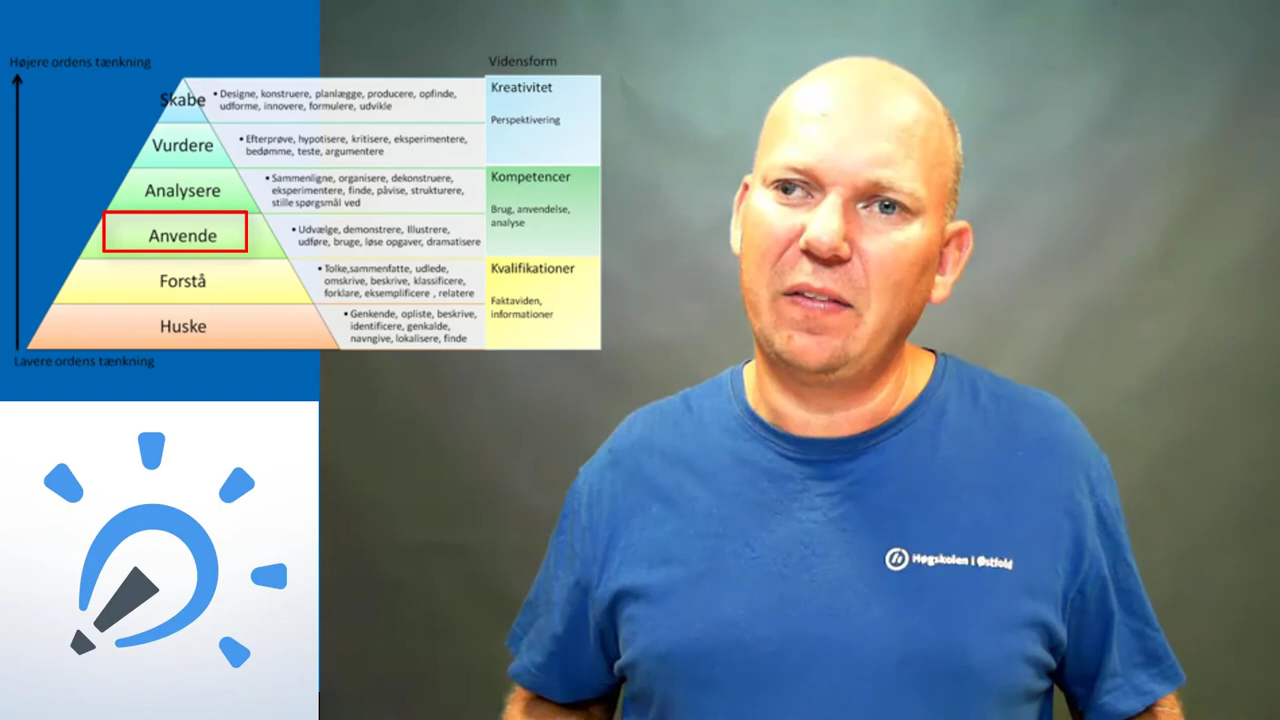 Højere ordens tænkning
Vidensform
Skabe
• Designe, konstruere, planlægge, producere, opfinde,
udforme, innovere, formulere, udvikle
Kreativitet
Perspektivering
Vurdere
• Efterprøve, hypotisere, kritisere, eksperimentere,
bedømme, teste, argumentere
Analysere
• Sammenligne, organisere, dekonstruere,
eksperimentere, finde, påvise, strukturere,
stille spørgsmål ved
Kompetencer
Brug, anvendelse,
analyse
Anvende
• Udvælge, demonstrere, Illustrere,
udføre, bruge, løse opgaver, dramatisere
Forstå
• Tolke,sammenfatte, udlede,
omskrive, beskrive, klassificere,
forklare, eksemplificere , relatere
Kvalifikationer
Faktaviden,
informationer
Huske
• Genkende, opliste, beskrive,
identificere, genkalde,
navngive, lokalisere, finde
Lavere ordens tænkning
Høgskolen i Østfold